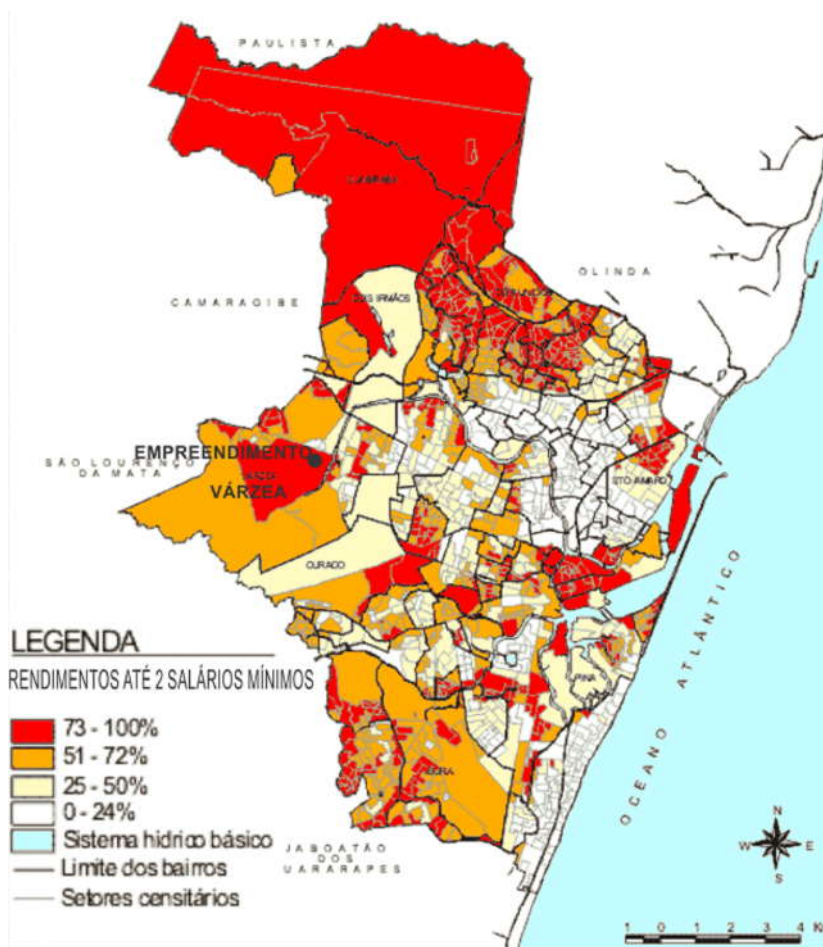 PAULISTA
OLINDA
DOIS IRMÃOS
CAMARAGIBE
EMPREENDIMENTO
SÃO LOURENÇO
DA MATA
VÁRZEA
STO AMARO
CURADO
OCEANO ATLÂNTICO
PINA
LEGENDA
RENDIMENTOS ATÉ 2 SALÁRIOS MÍNIMOS
73 - 100%
51 - 72%
25 - 50%
0 - 24%
Sistema hídrico básico
Limite dos bairros
Setores censitários
JABOATÃO
DOS
UARARAPES
N
W E
S
1 0 1 2 3 4 K